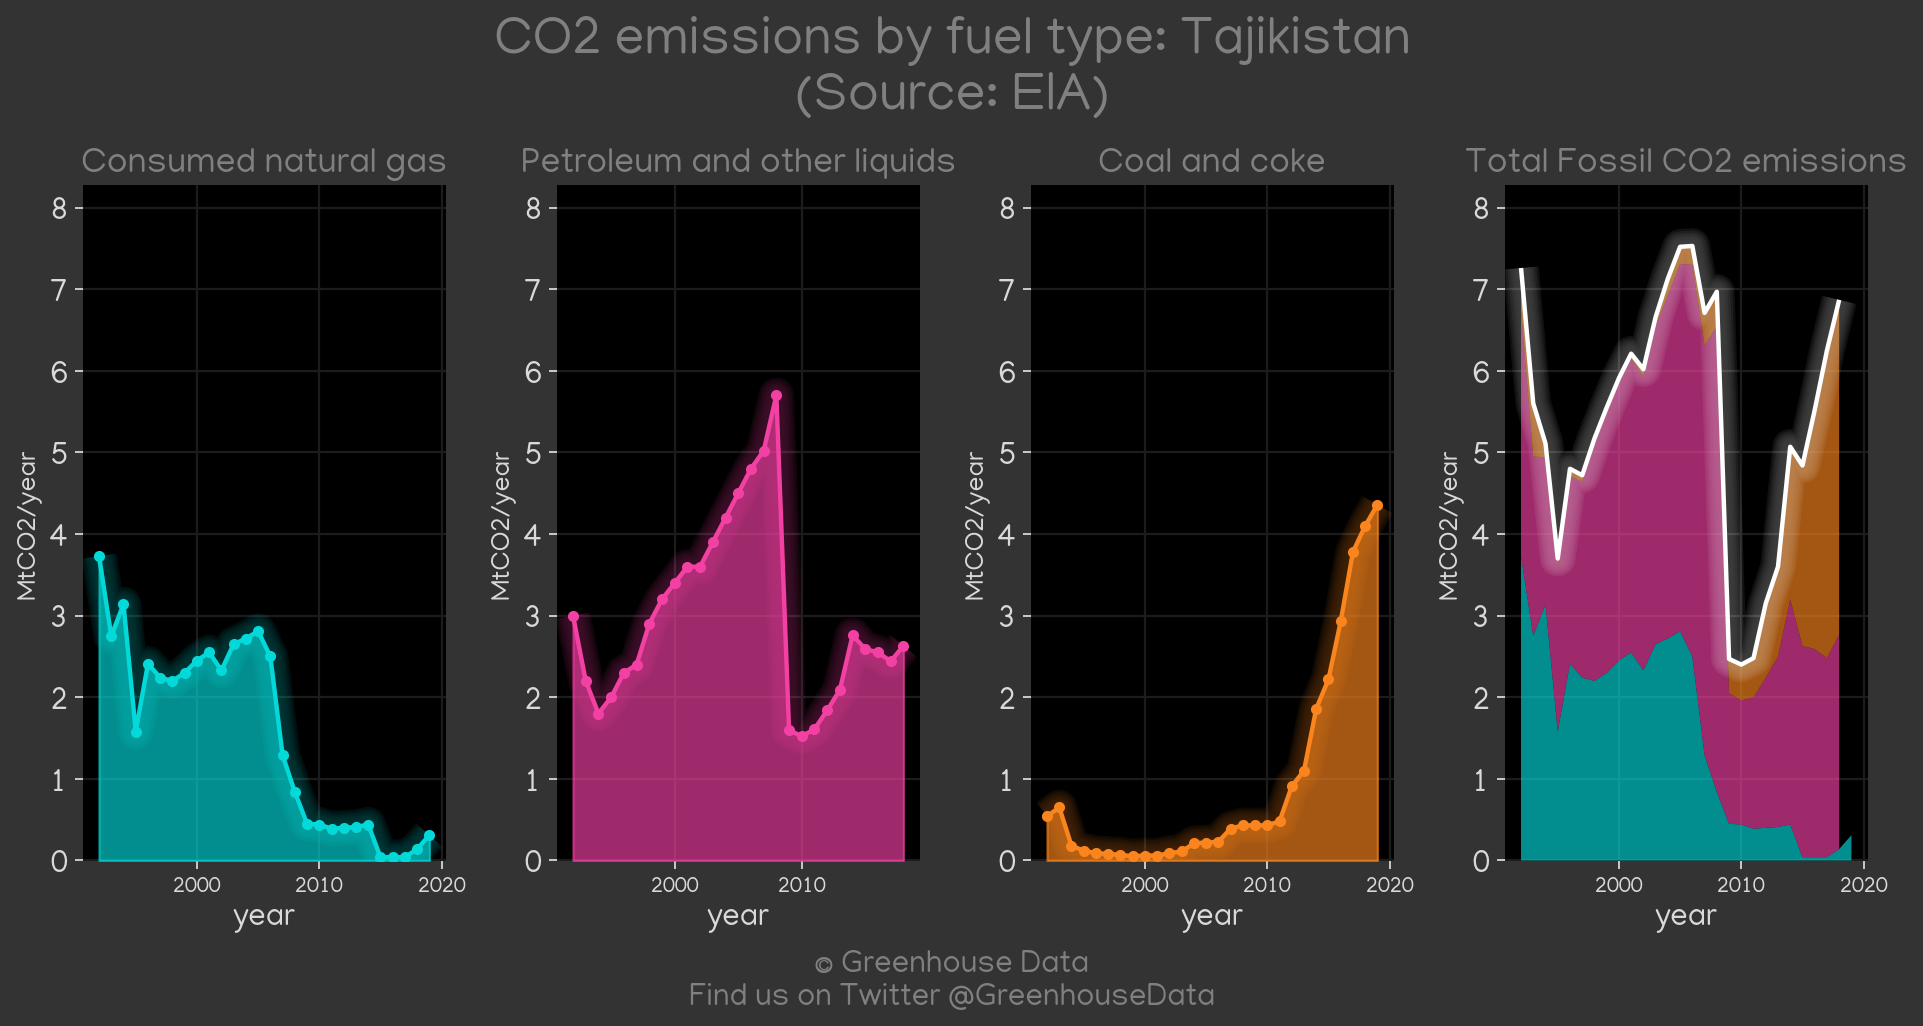 CO2 emissions by fuel type: Tajikistan
(Source: EIA)
Consumed natural gas
Petroleum and other liquids
Coal and coke
Total Fossil CO2 emissions
MtCO2/year
8
7
6
5
4
3
2
1
0
2000
2010
2020
year
MtCO2/year
8
7
6
5
4
3
2
1
0
2000
2010
year
MtCO2/year
8
7
6
5
4
3
2
1
0
2000
2010
2020
year
MtCO2/year
8
7
6
5
4
3
2
1
0
2000
2010
2020
year
© Greenhouse Data
Find us on Twitter @GreenhouseData